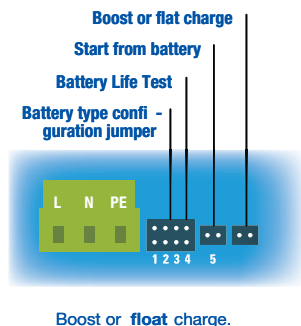 Boost or flat charge
Start from battery
Battery Life Test
Battery type confi -
guration jumper
L N PE
1 2 3 4 5
Boost or float charge.